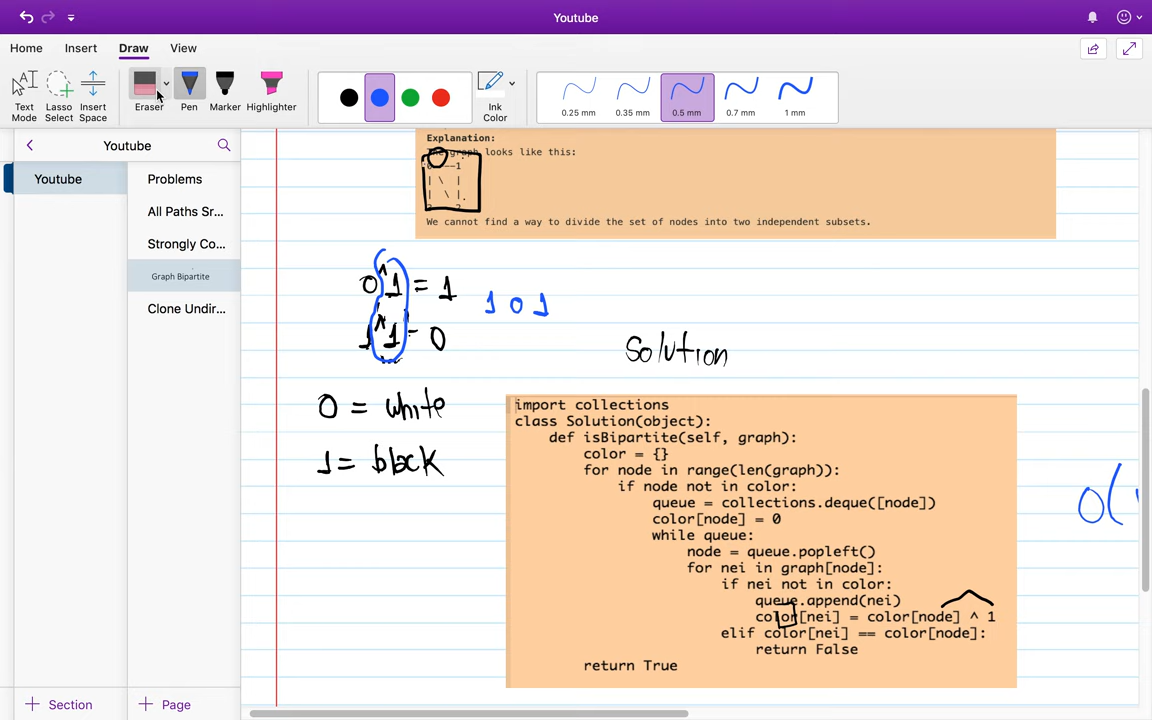 Youtube
Home Insert Draw View
Text Mode
Lasso Select
Insert Space
Eraser
Pen
Marker
Highlighter
Ink Color
0.25 mm
0.35 mm
0.5 mm
0.7 mm
1 mm
Youtube
Youtube
Problems
All Paths Sr...
Strongly Co...
Graph Bipartite
Clone Undir...
Section
Page
Explanation:
The graph looks like this:
We cannot find a way to divide the set of nodes into two independent subsets.
0 ^ 1 = 1
1 0 1
1 ^ 1 = 0
Solution
0 = white
1 = black
import collections
class Solution(object):
def isBipartite(self, graph):
color = {}
for node in range(len(graph)):
if node not in color:
queue = collections.deque([node])
color[node] = 0
while queue:
node = queue.popleft()
for nei in graph[node]:
if nei not in color:
queue.append(nei)
color[nei] = color[node] ^ 1
elif color[nei] == color[node]:
return False
return True